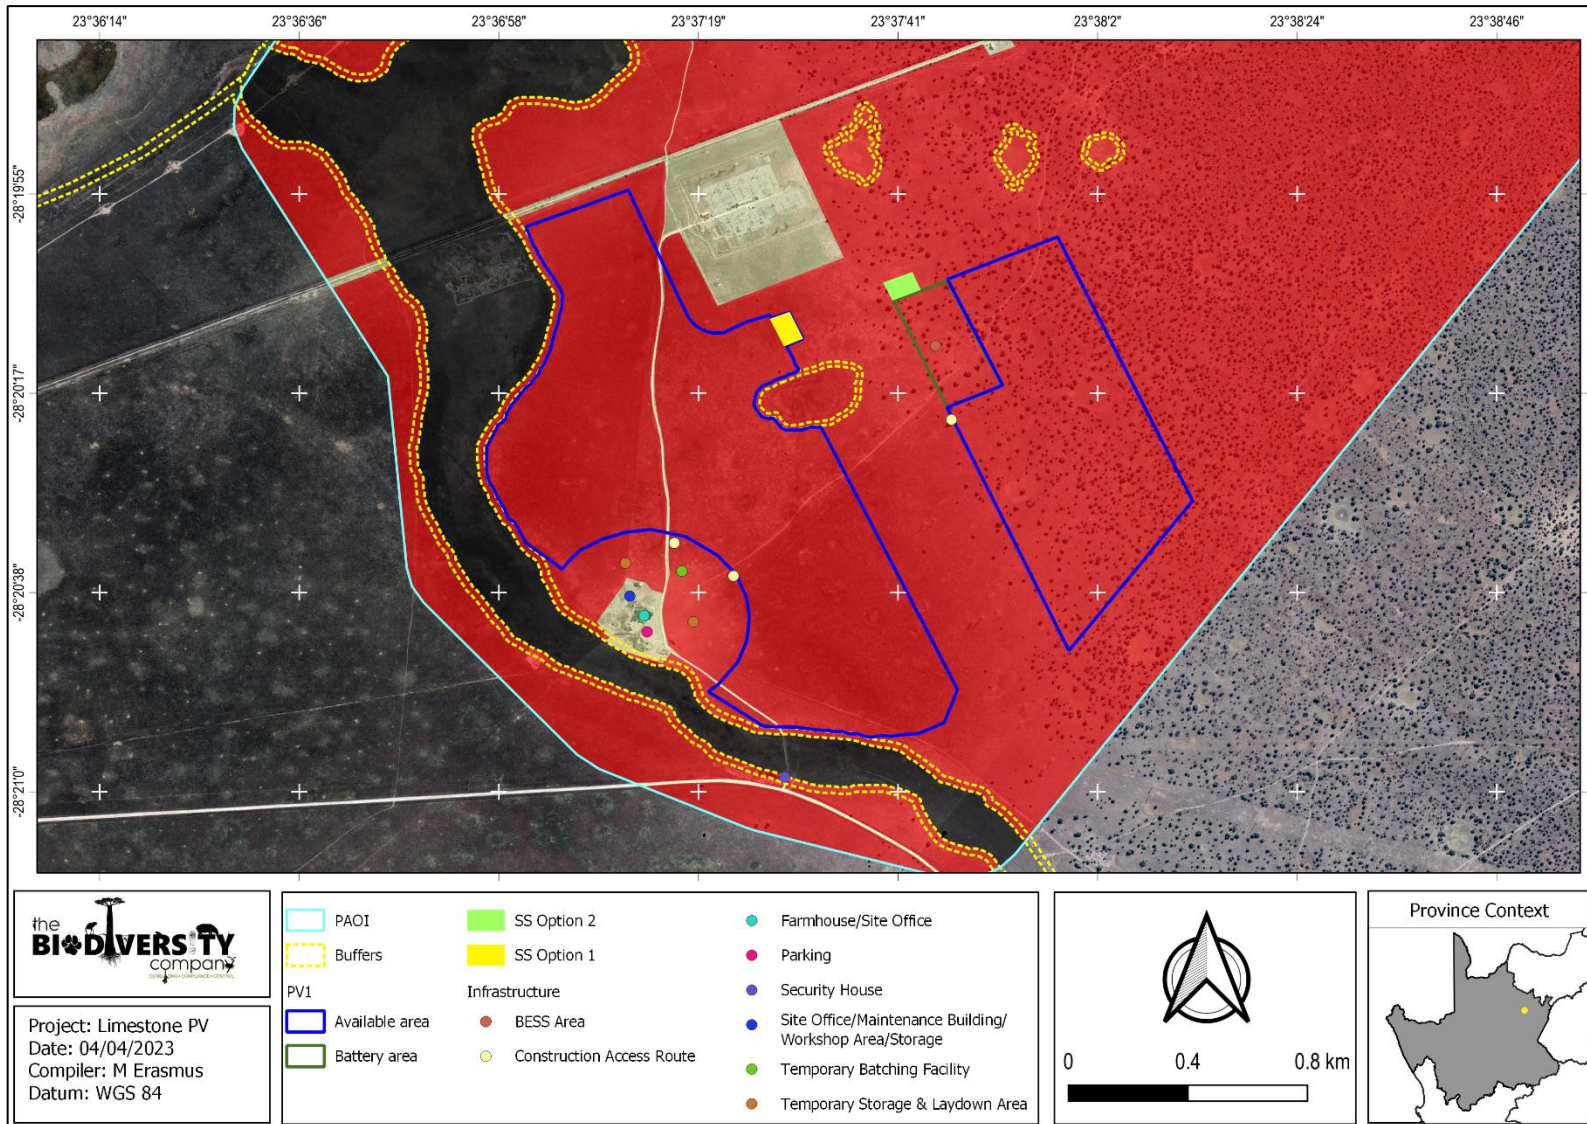 23°36'14" 23°36'36" 23°36'58" 23°37'19" 23°37'41" 23°38'2" 23°38'24" 23°38'46"
-28°19'55"
-28°20'17"
-28°20'38"
-28°21'0"
the
BIODIVERSITY
company
Project: Limestone PV
Date: 04/04/2023
Compiler: M Erasmus
Datum: WGS 84
PAOI
Buffers
PV1
Available area
Battery area
SS Option 2
SS Option 1
Infrastructure
BESS Area
Construction Access Route
Farmhouse/Site Office
Parking
Security House
Site Office/Maintenance Building/
Workshop Area/Storage
Temporary Batching Facility
Temporary Storage & Laydown Area
0 0.4 0.8 km
Province Context